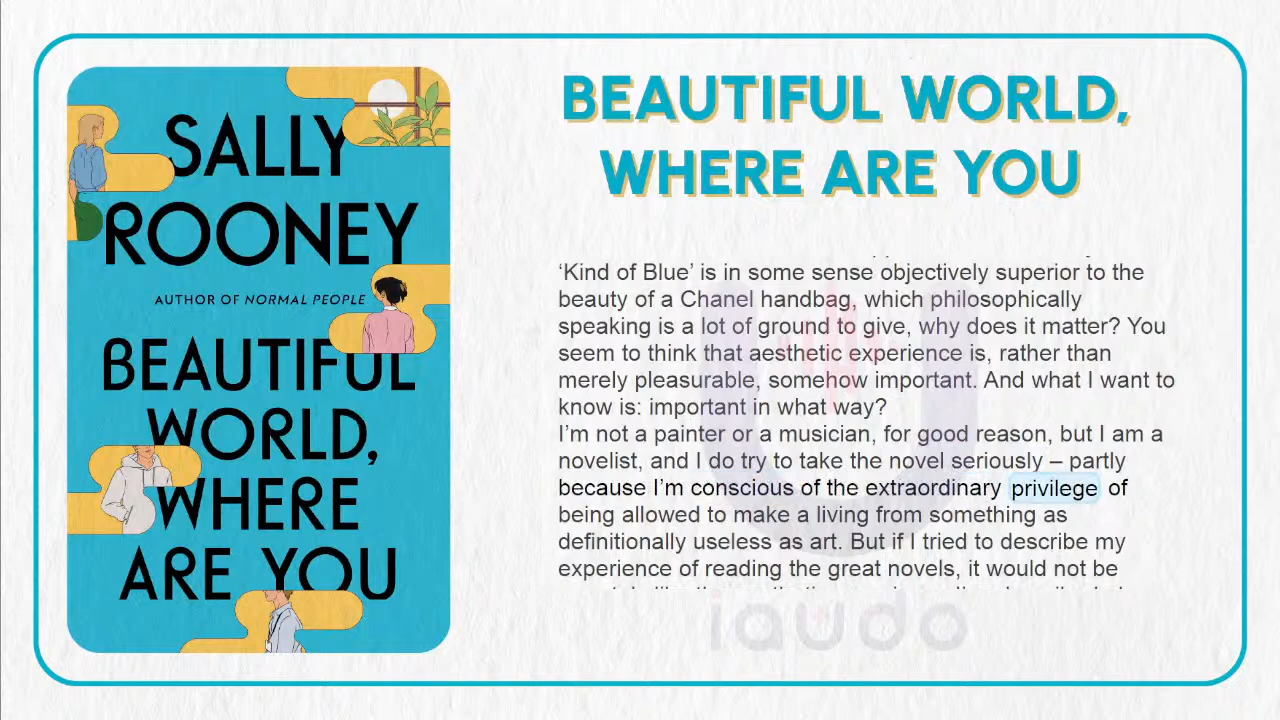 SALLY
ROONEY
AUTHOR OF NORMAL PEOPLE
BEAUTIFUL
WORLD,
WHERE
ARE YOU
BEAUTIFUL WORLD,
WHERE ARE YOU
‘Kind of Blue’ is in some sense objectively superior to the
beauty of a Chanel handbag, which philosophically
speaking is a lot of ground to give, why does it matter? You
seem to think that aesthetic experience is, rather than
merely pleasurable, somehow important. And what I want to
know is: important in what way?
I’m not a painter or a musician, for good reason, but I am a
novelist, and I do try to take the novel seriously – partly
because I’m conscious of the extraordinary privilege of
being allowed to make a living from something as
definitionally useless as art. But if I tried to describe my
experience of reading the great novels, it would not be
iaudo